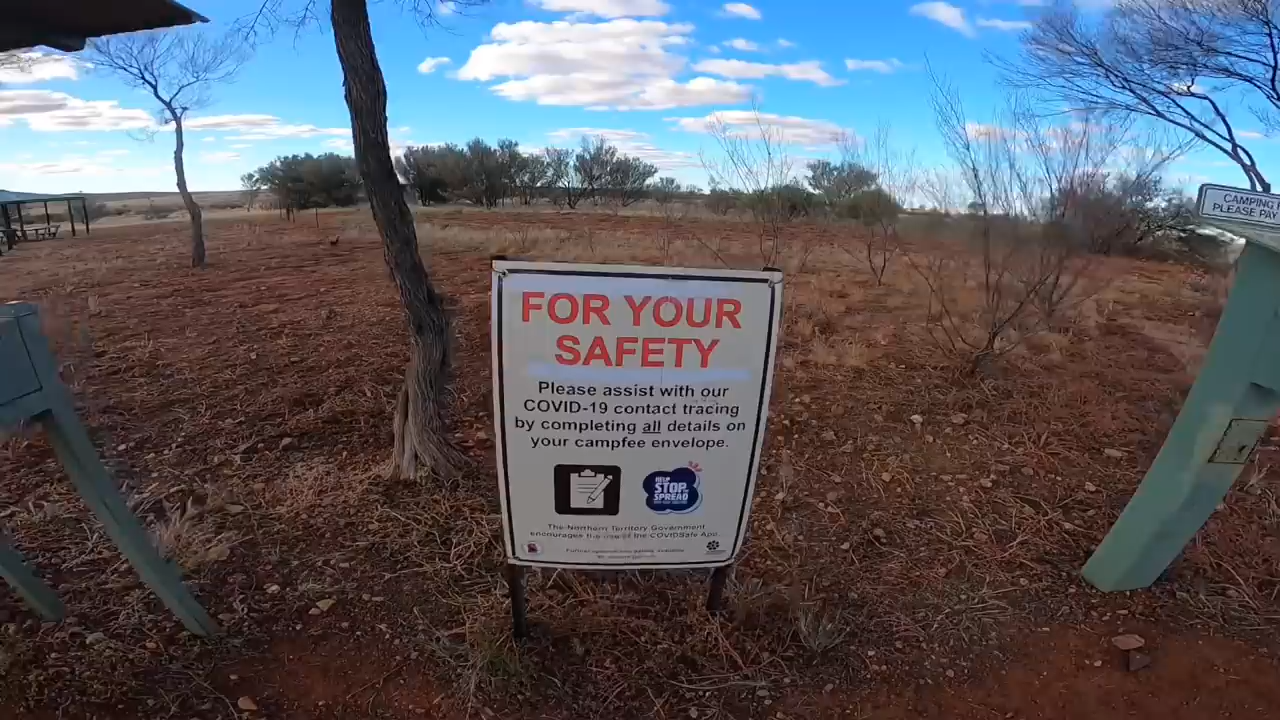 FOR YOUR
SAFETY
Please assist with our
COVID-19 contact tracing
by completing all details on
your campfee envelope.
HELP
STOP THE
SPREAD
The Northern Territory Government
encourages the use of the COVIDSafe App.
CAMPING
PLEASE PAY